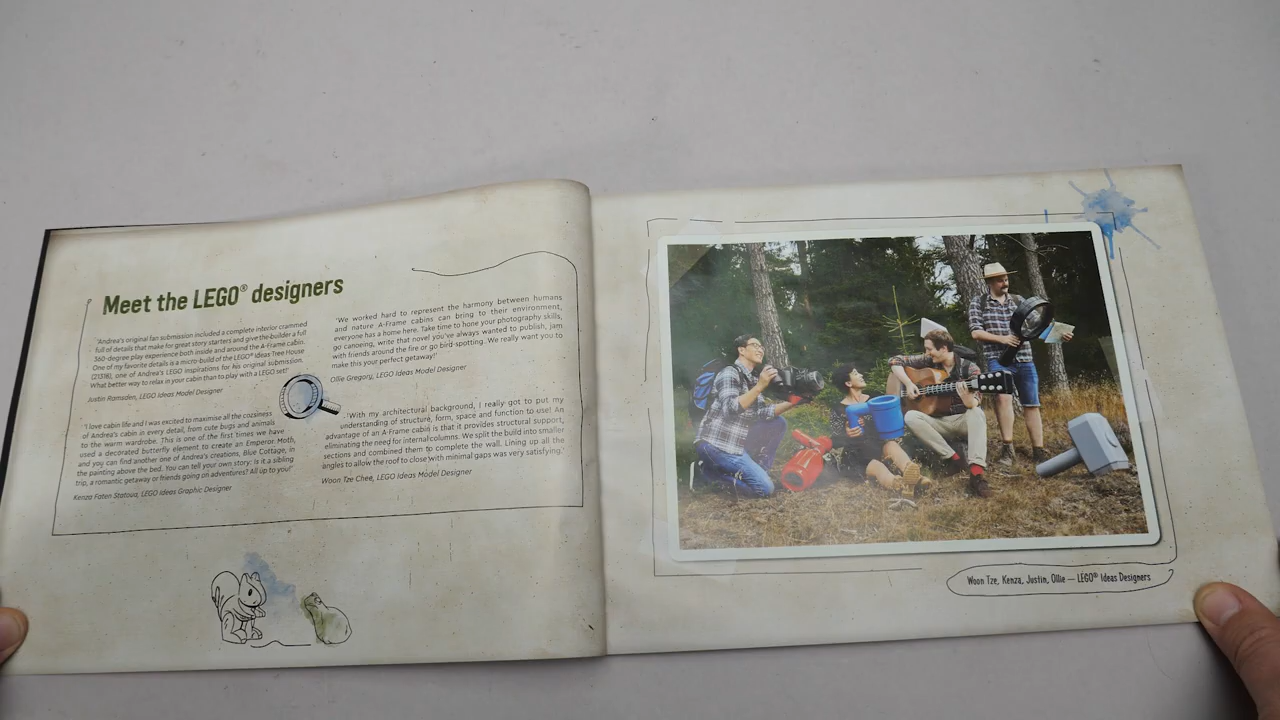 Meet the LEGO® designers
'Andrea's original fan submission included a complete interior crammed
full of details that make for great story starters and give the builder a full
360-degree play experience both inside and around the A-Frame cabin.
One of my favorite details is a micro-build of the LEGO® Ideas Tree House
(21318), one of Andrea's LEGO inspirations for his original submission.
What better way to relax in your cabin than to play with a LEGO set!'
Justin Ramsden, LEGO Ideas Model Designer
'I love cabin life and I was excited to maximise all the coziness
of Andrea's cabin in every detail, from cute bugs and animals
to the warm wardrobe. This is one of the first times we have
used a decorated butterfly element to create an Emperor Moth,
and you can find another one of Andrea's creations, Blue Cottage, in
the painting above the bed. You can tell your own story: is it a sibling
trip, a romantic getaway or friends going on adventures? All up to you!'
Kenza Faten Statoua, LEGO Ideas Graphic Designer
'We worked hard to represent the harmony between humans
and nature A-Frame cabins can bring to their environment,
everyone has a home here. Take time to hone your photography skills,
go canoeing, write that novel you've always wanted to publish, jam
with friends around the fire or go bird-spotting. We really want you to
make this your perfect getaway!'
Ollie Gregory, LEGO Ideas Model Designer
'With my architectural background, I really got to put my
understanding of structure, form, space and function to use! An
advantage of an A-Frame cabin is that it provides structural support,
eliminating the need for internal columns. We split the build into smaller
sections and combined them to complete the wall. Lining up all the
angles to allow the roof to close with minimal gaps was very satisfying.'
Woon Tze Chee, LEGO Ideas Model Designer
Woon Tze, Kenza, Justin, Ollie — LEGO® Ideas Designers